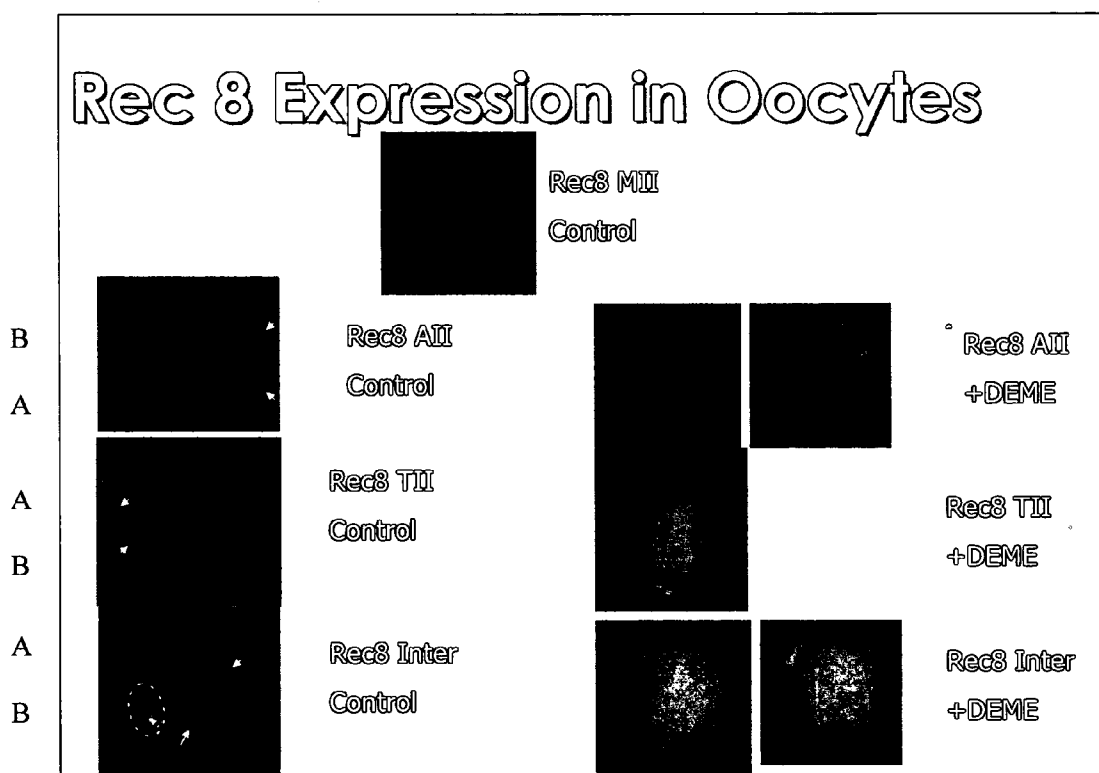 Rec 8 Expression in Oocytes
Rec8 MII
Control
B
A
Rec8 AII
Control
Rec8 AII
+DEME
A
B
Rec8 TII
Control
Rec8 TII
+DEME
A
B
Rec8 Inter
Control
Rec8 Inter
+DEME